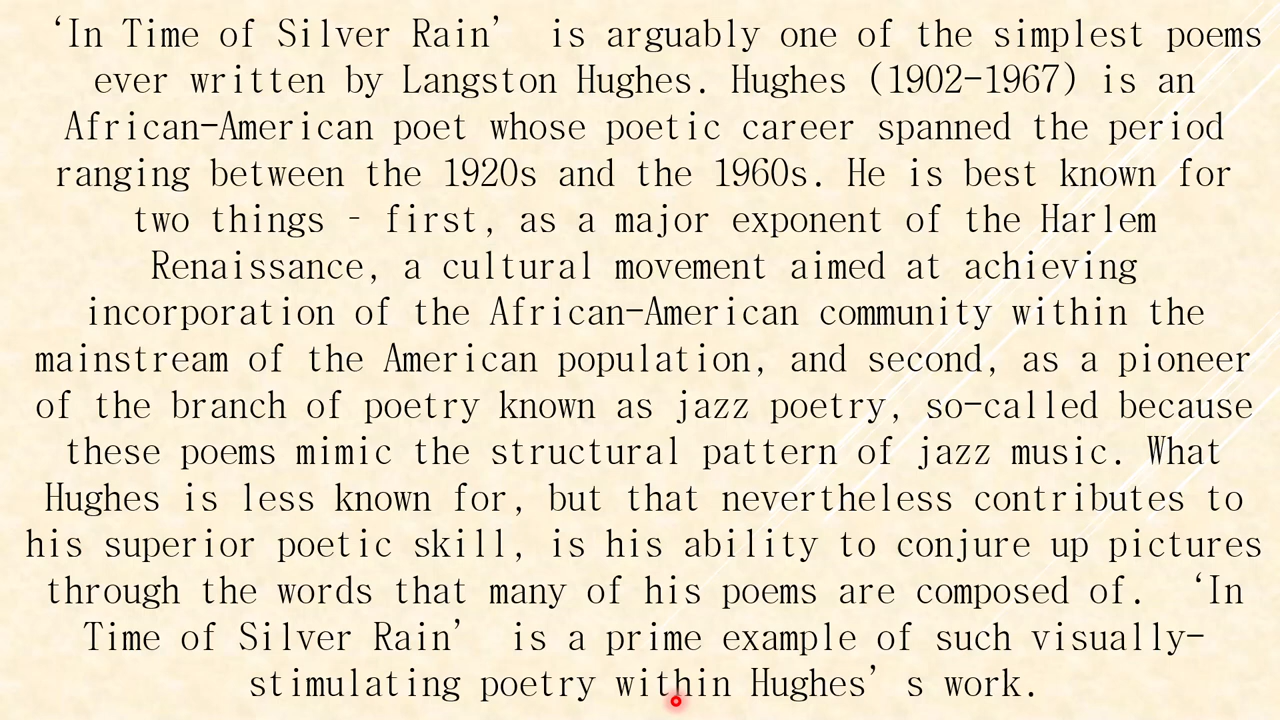 ‘In Time of Silver Rain’ is arguably one of the simplest poems
ever written by Langston Hughes. Hughes (1902-1967) is an
African-American poet whose poetic career spanned the period
ranging between the 1920s and the 1960s. He is best known for
two things - first, as a major exponent of the Harlem
Renaissance, a cultural movement aimed at achieving
incorporation of the African-American community within the
mainstream of the American population, and second, as a pioneer
of the branch of poetry known as jazz poetry, so-called because
these poems mimic the structural pattern of jazz music. What
Hughes is less known for, but that nevertheless contributes to
his superior poetic skill, is his ability to conjure up pictures
through the words that many of his poems are composed of. ‘In
Time of Silver Rain’ is a prime example of such visually-
stimulating poetry within Hughes’s work.